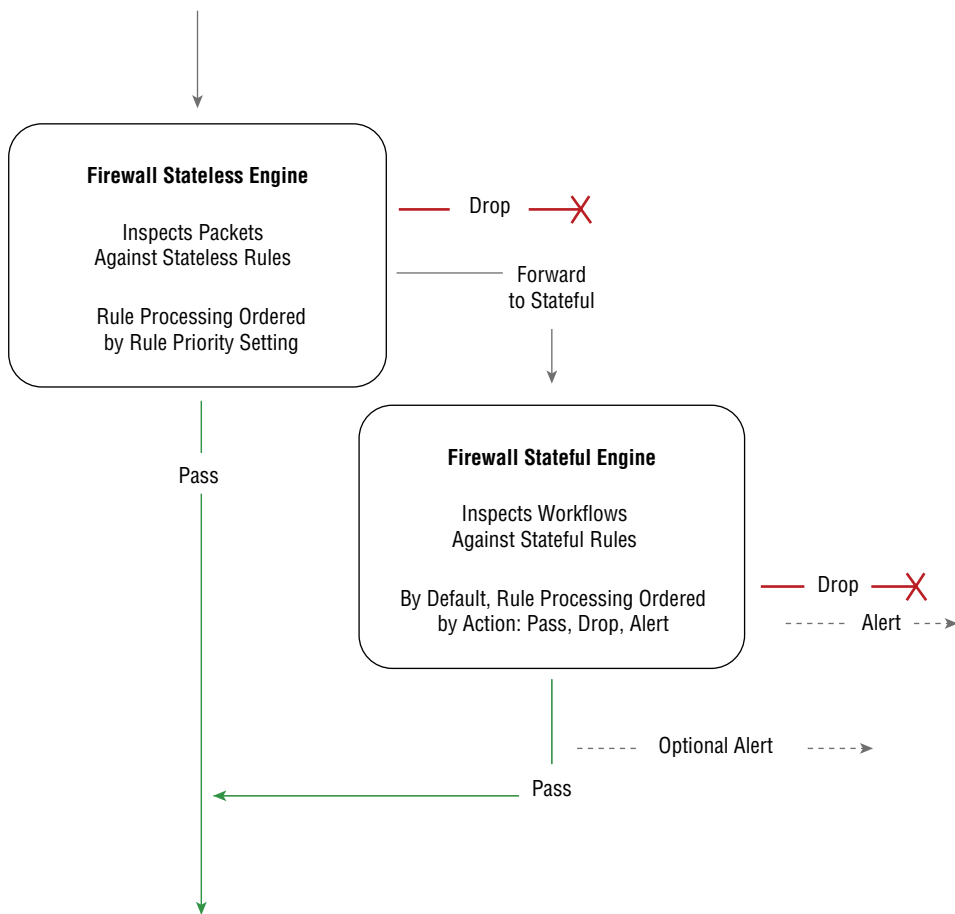 Firewall Stateless Engine
Inspects Packets
Against Stateless Rules
Rule Processing Ordered
by Rule Priority Setting
Drop
Forward
to Stateful
Pass
Firewall Stateful Engine
Inspects Workflows
Against Stateful Rules
By Default, Rule Processing Ordered
by Action: Pass, Drop, Alert
Drop
Alert
Optional Alert
Pass